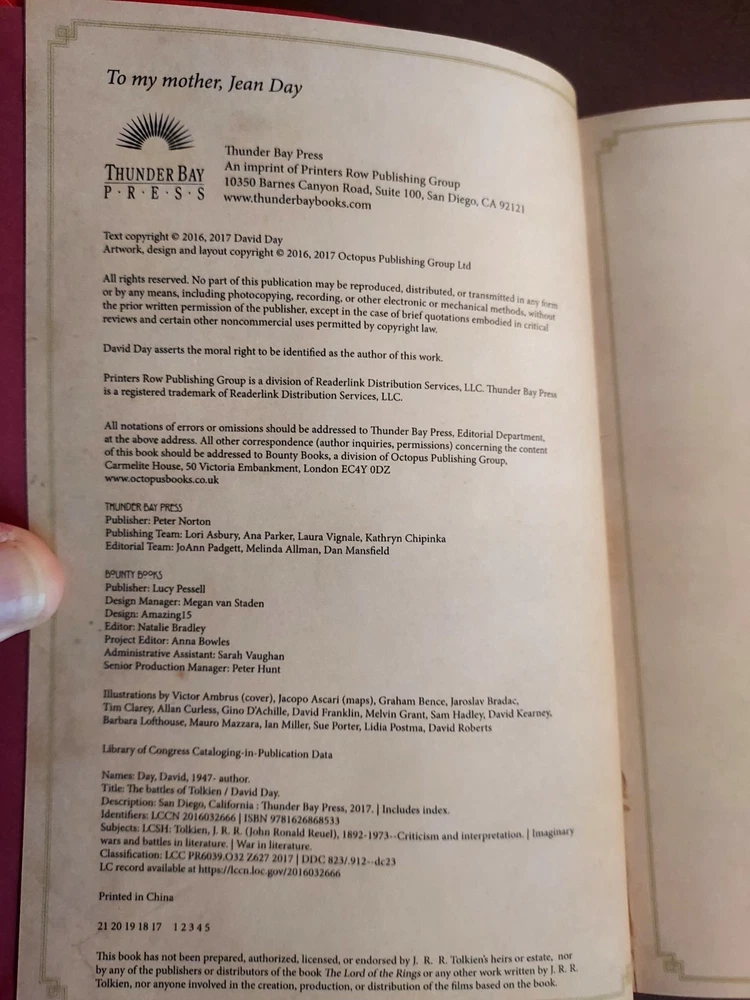 To my mother, Jean Day
THUNDER BAY
P·R·E·S·S
Thunder Bay Press
An imprint of Printers Row Publishing Group
10350 Barnes Canyon Road, Suite 100, San Diego, CA 92121
www.thunderbaybooks.com
Text copyright © 2016, 2017 David Day
Artwork, design and layout copyright © 2016, 2017 Octopus Publishing Group Ltd
All rights reserved. No part of this publication may be reproduced, distributed, or transmitted in any form
or by any means, including photocopying, recording, or other electronic or mechanical methods, without
the prior written permission of the publisher, except in the case of brief quotations embodied in critical
reviews and certain other noncommercial uses permitted by copyright law.
David Day asserts the moral right to be identified as the author of this work.
Printers Row Publishing Group is a division of Readerlink Distribution Services, LLC. Thunder Bay Press
is a registered trademark of Readerlink Distribution Services, LLC.
All notations of errors or omissions should be addressed to Thunder Bay Press, Editorial Department,
at the above address. All other correspondence (author inquiries, permissions) concerning the content
of this book should be addressed to Bounty Books, a division of Octopus Publishing Group,
Carmelite House, 50 Victoria Embankment, London EC4Y 0DZ
www.octopusbooks.co.uk
THUNDER BAY PRESS
Publisher: Peter Norton
Publishing Team: Lori Asbury, Ana Parker, Laura Vignale, Kathryn Chipinka
Editorial Team: JoAnn Padgett, Melinda Allman, Dan Mansfield
BOUNTY BOOKS
Publisher: Lucy Pessell
Design Manager: Megan van Staden
Design: Amazing15
Editor: Natalie Bradley
Project Editor: Anna Bowles
Administrative Assistant: Sarah Vaughan
Senior Production Manager: Peter Hunt
Illustrations by Victor Ambrus (cover), Jacopo Ascari (maps), Graham Bence, Jaroslav Bradac,
Tim Clarey, Allan Curless, Gino D'Achille, David Franklin, Melvin Grant, Sam Hadley, David Kearney,
Barbara Lofthouse, Mauro Mazzara, Ian Miller, Sue Porter, Lidia Postma, David Roberts
Library of Congress Cataloging-in-Publication Data
Names: Day, David, 1947- author.
Title: The battles of Tolkien / David Day.
Description: San Diego, California : Thunder Bay Press, 2017. | Includes index.
Identifiers: LCCN 2016032666 | ISBN 9781626868533
Subjects: LCSH: Tolkien, J. R. R. (John Ronald Reuel), 1892-1973--Criticism and interpretation. | Imaginary
wars and battles in literature. | War in literature.
Classification: LCC PR6039.O32 Z627 2017 | DDC 823/.912--dc23
LC record available at https://lccn.loc.gov/2016032666
Printed in China
21 20 19 18 17 1 2 3 4 5
This book has not been prepared, authorized, licensed, or endorsed by J. R. R. Tolkien's heirs or estate, nor
by any of the publishers or distributors of the book The Lord of the Rings or any other work written by J. R. R.
Tolkien, nor anyone involved in the creation, production, or distribution of the films based on the book.